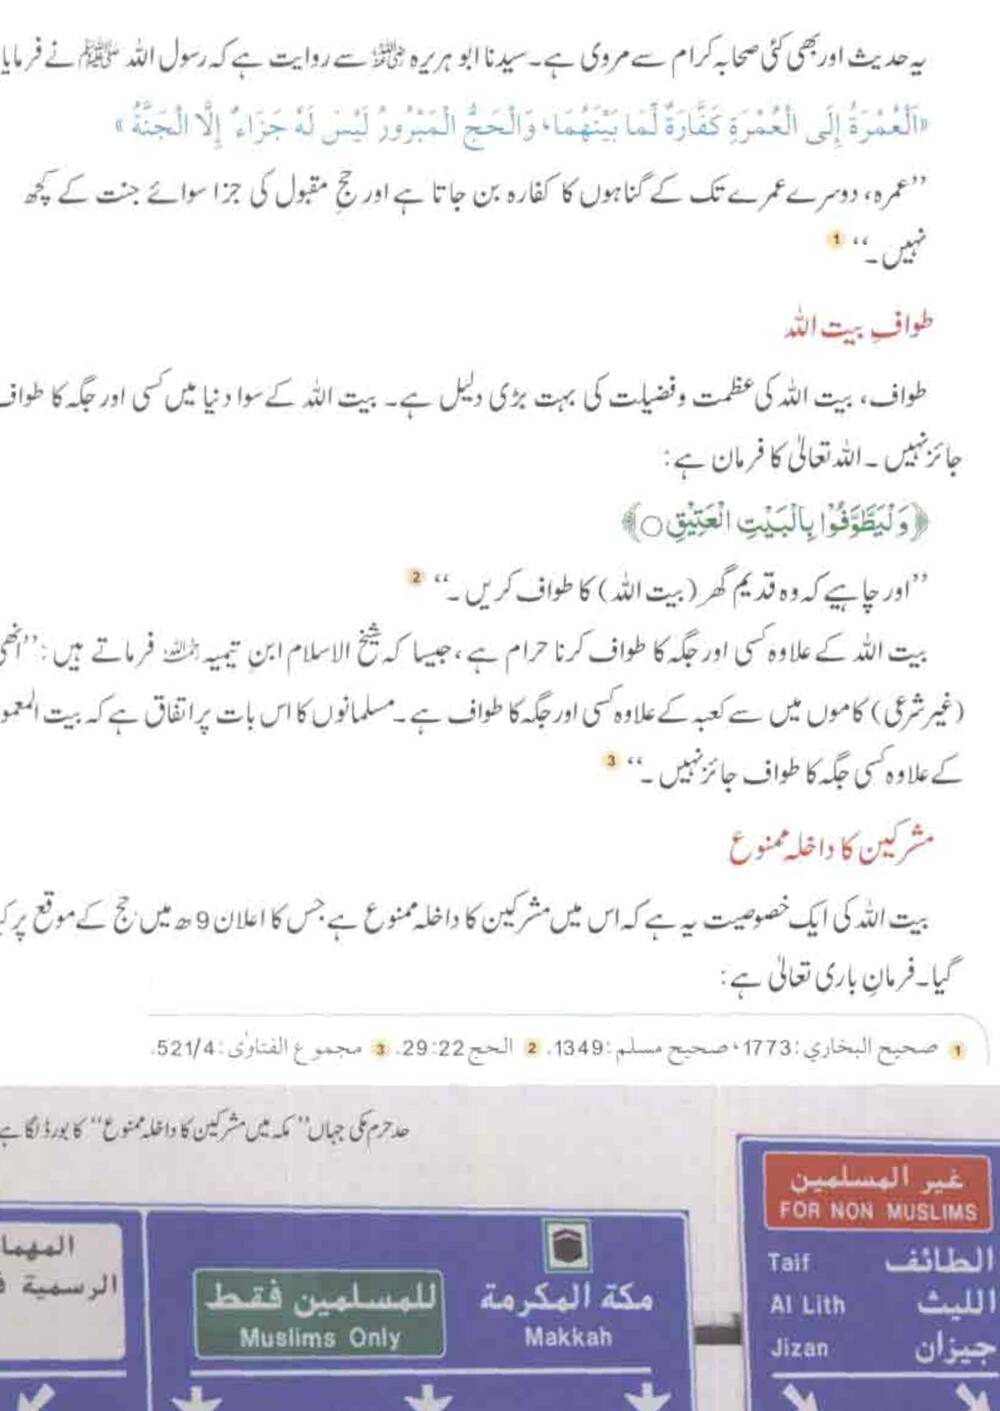 یہ حدیث اور بھی کئی صحابہ کرام سے مروی ہے۔ سیدنا ابو ہریرہ رضی اللہ عنہ سے روایت ہے کہ رسول اللہ ﷺ نے فرمایا
«اَلْعُمْرَةُ إِلَى الْعُمْرَةِ كَفَّارَةٌ لِّمَا بَيْنَهُمَا، وَالْحَجُّ الْمَبْرُورُ لَيْسَ لَهُ جَزَاءٌ إِلَّا الْجَنَّةُ»
’’عمرہ، دوسرے عمرے تک کے گناہوں کا کفارہ بن جاتا ہے اور حجِ مقبول کی جزا سوائے جنت کے کچھ
نہیں۔‘‘ 1
طوافِ بیت اللہ
طواف، بیت اللہ کی عظمت و فضیلت کی بہت بڑی دلیل ہے۔ بیت اللہ کے سوا دنیا میں کسی اور جگہ کا طواف
جائز نہیں۔ اللہ تعالیٰ کا فرمان ہے:
﴿وَلْيَطَّوَّفُوْا بِالْبَيْتِ الْعَتِيْقِ○﴾
’’اور چاہیے کہ وہ قدیم گھر (بیت اللہ) کا طواف کریں۔‘‘ 2
بیت اللہ کے علاوہ کسی اور جگہ کا طواف کرنا حرام ہے، جیسا کہ شیخ الاسلام ابنِ تیمیہ رحمہ اللہ فرماتے ہیں: ’’انھی
(غیر شرعی) کاموں میں سے کعبہ کے علاوہ کسی اور جگہ کا طواف ہے۔ مسلمانوں کا اس بات پر اتفاق ہے کہ بیت المعمو
کے علاوہ کسی جگہ کا طواف جائز نہیں۔‘‘ 3
مشرکین کا داخلہ ممنوع
بیت اللہ کی ایک خصوصیت یہ ہے کہ اس میں مشرکین کا داخلہ ممنوع ہے جس کا اعلان 9ھ میں حج کے موقع پر
گیا۔ فرمانِ باری تعالیٰ ہے:
1 صحيح البخاري: 1773، صحيح مسلم: 1349. 2 الحج 22:29. 3 مجموع الفتاوٰى: 521/4.
حد حرم مکی جہاں ’’مکہ میں مشرکین کا داخلہ ممنوع‘‘ کا بورڈ لگا ہے
غير المسلمين
FOR NON MUSLIMS
الطائف Taif
الليث Al Lith
جيزان Jizan
مكة المكرمة
Makkah
للمسلمين فقط
Muslims Only
المهما
الرسمية